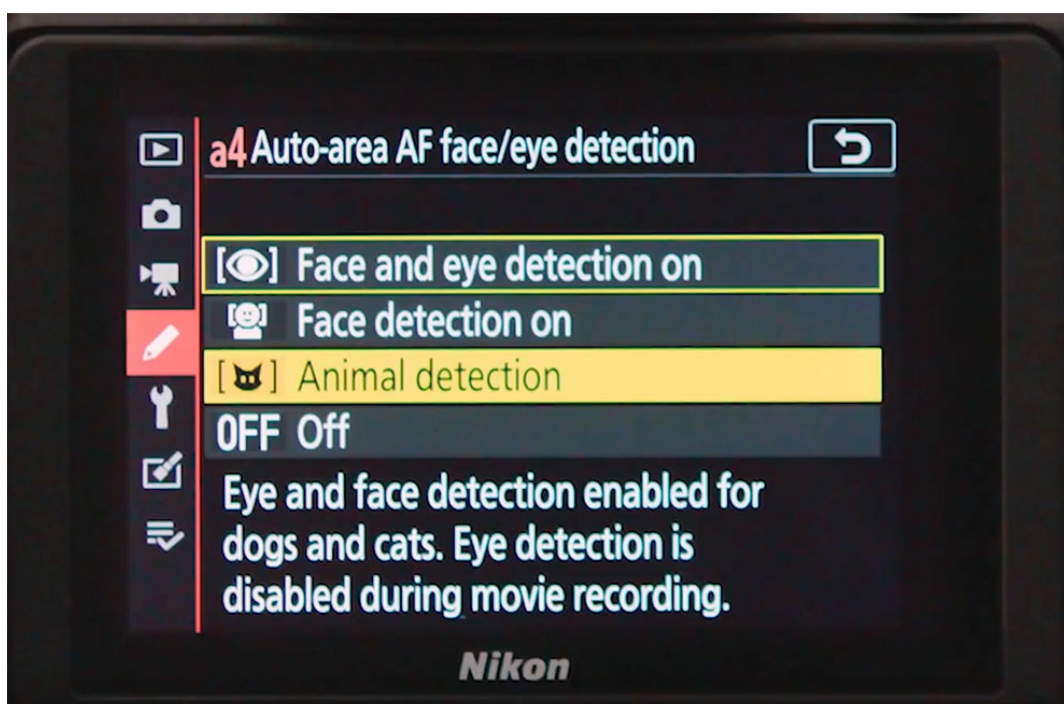 a4 Auto-area AF face/eye detection
Face and eye detection on
Face detection on
Animal detection
OFF Off
Eye and face detection enabled for
dogs and cats. Eye detection is
disabled during movie recording.
Nikon